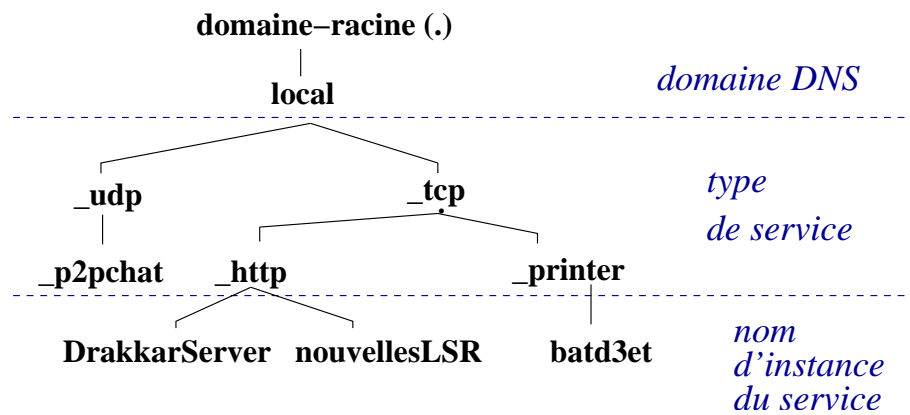 domaine−racine (.)
local
domaine DNS
_udp
_tcp
type
de service
_p2pchat
_http
_printer
DrakkarServer
nouvellesLSR
batd3et
nom
d'instance
du service